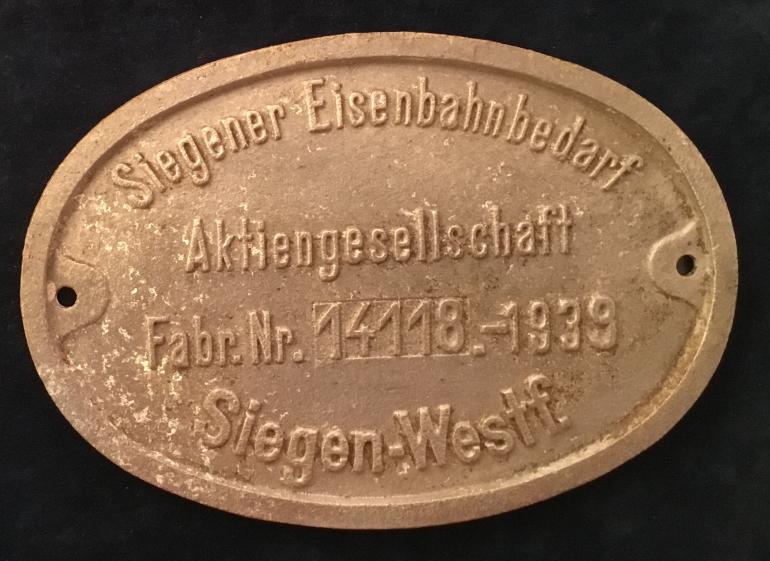 Siegener Eisenbahnbedarf
Aktiengesellschaft
Fabr. Nr. 14118.-1939
Siegen-Westf.